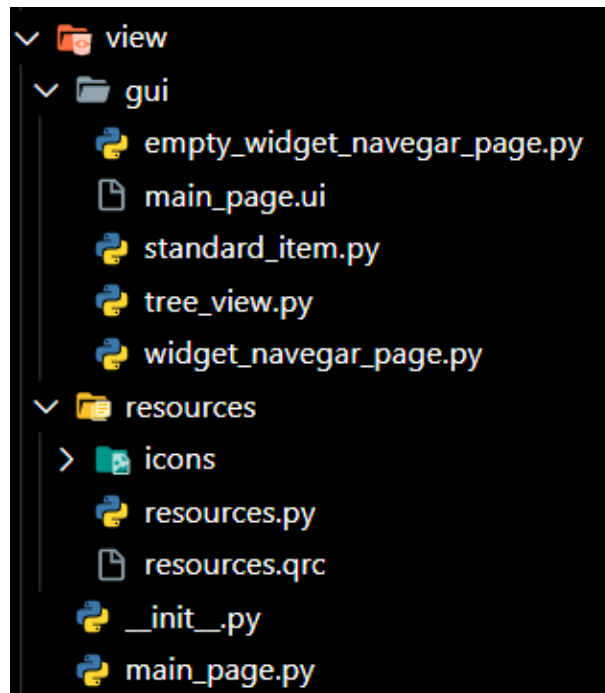 view
gui
empty_widget_navegar_page.py
main_page.ui
standard_item.py
tree_view.py
widget_navegar_page.py
resources
icons
resources.py
resources.qrc
__init__.py
main_page.py